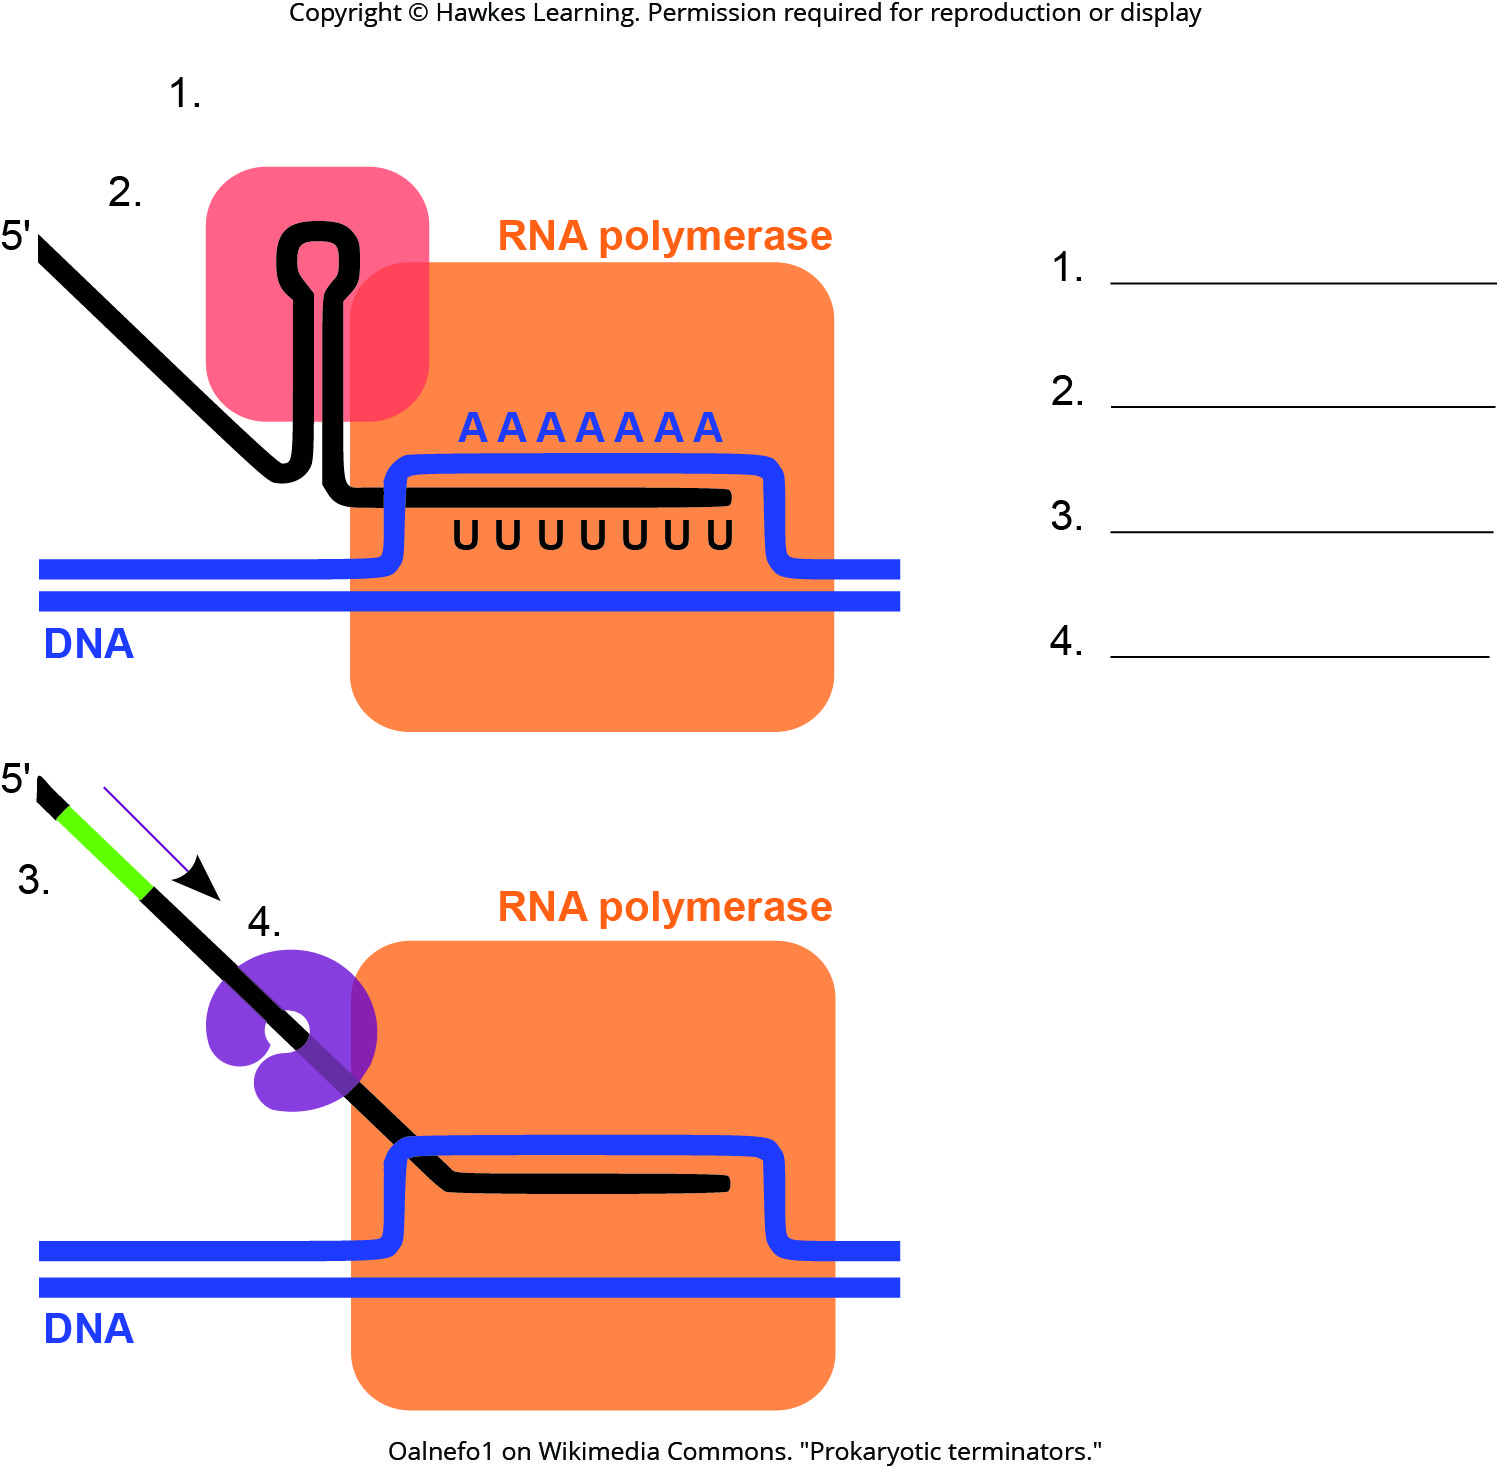 Copyright © Hawkes Learning. Permission required for reproduction or display
1.
2.
5'
RNA polymerase
A A A A A A A
U U U U U U U
DNA
1.
2.
3.
4.
5'
3.
4.
RNA polymerase
DNA
Oalnefo1 on Wikimedia Commons. "Prokaryotic terminators."